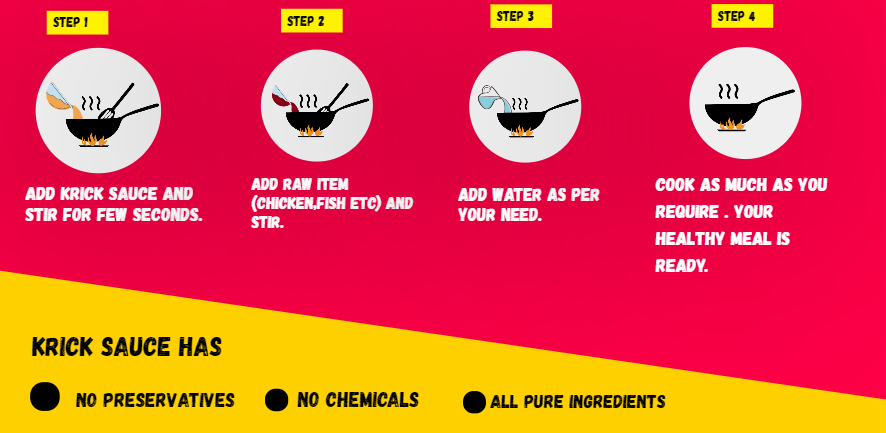 STEP 1
STEP 2
STEP 3
STEP 4
ADD KRICK SAUCE AND
STIR FOR FEW SECONDS.
ADD RAW ITEM
(CHICKEN,FISH ETC) AND
STIR.
ADD WATER AS PER
YOUR NEED.
COOK AS MUCH AS YOU
REQUIRE . YOUR
HEALTHY MEAL IS
READY.
KRICK SAUCE HAS
NO PRESERVATIVES
NO CHEMICALS
ALL PURE INGREDIENTS